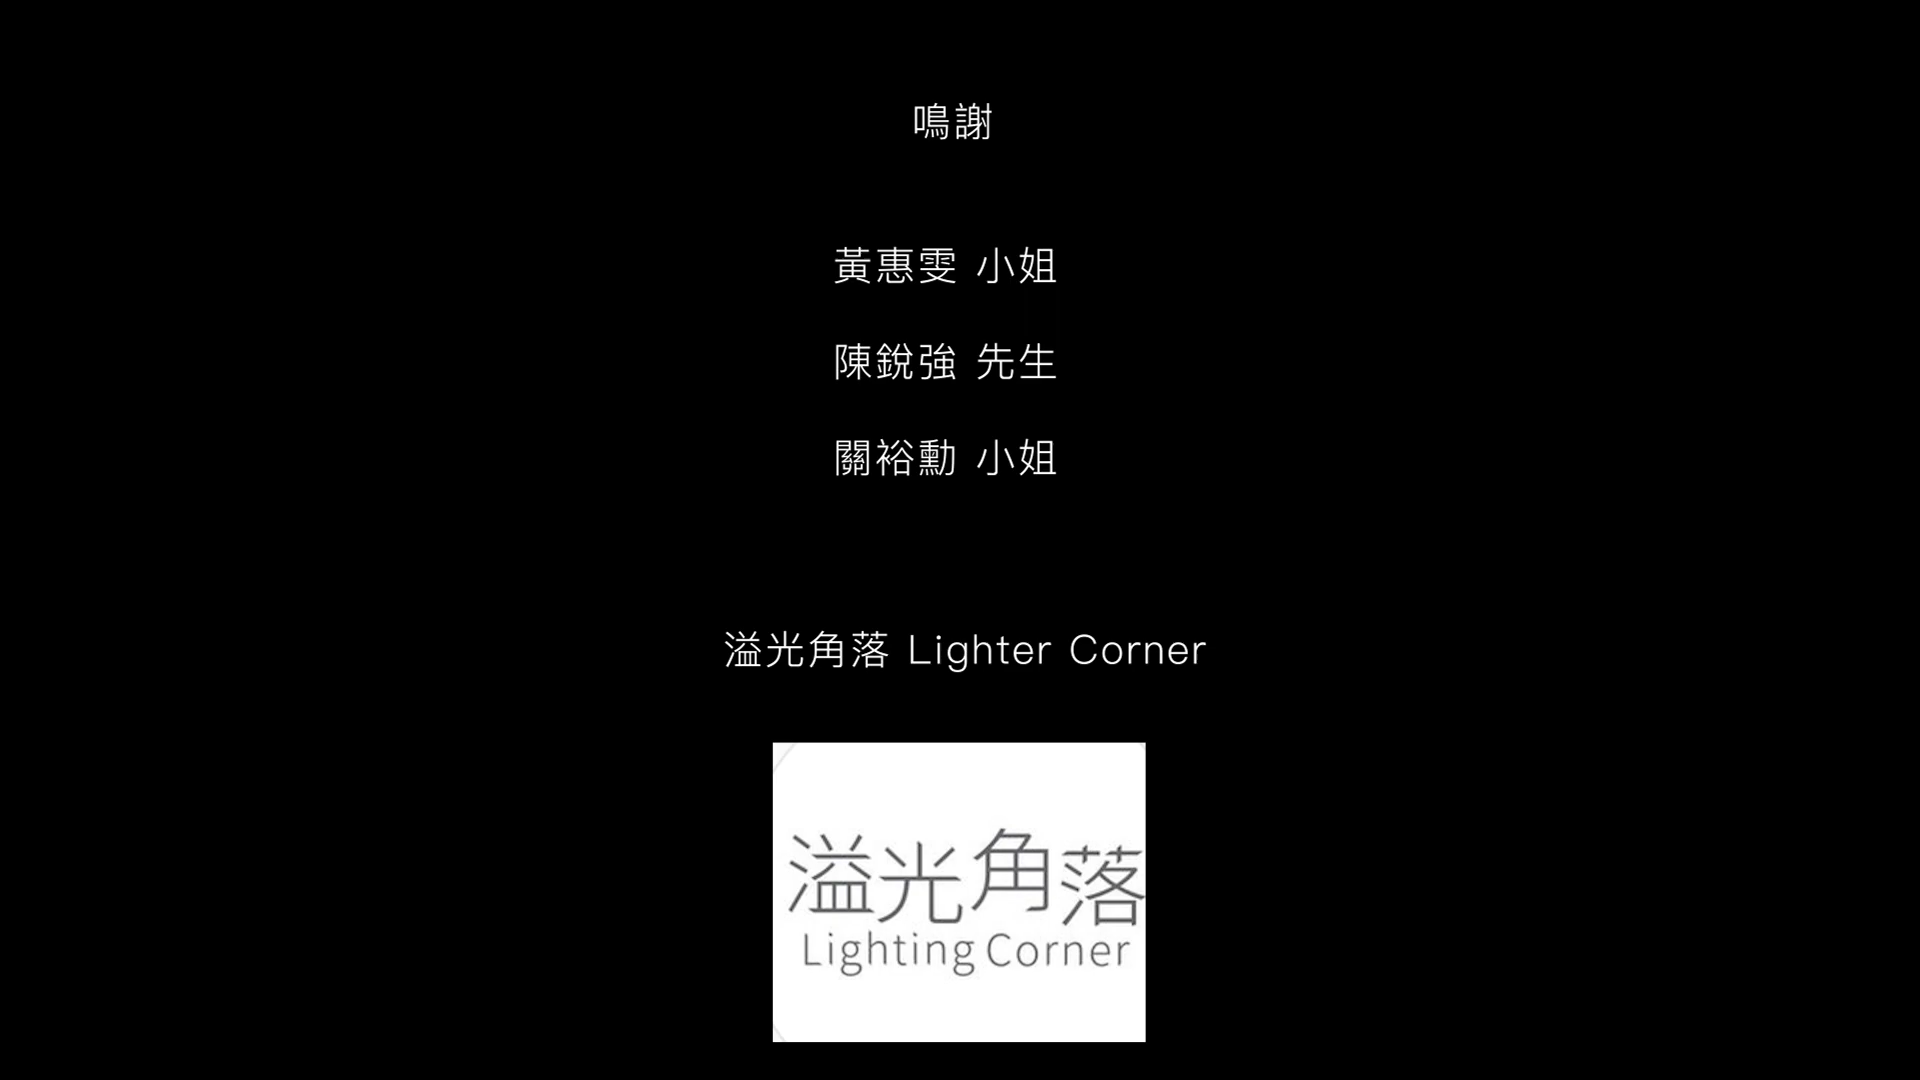 鳴謝
黃惠雯 小姐
陳銳強 先生
關裕勳 小姐
溢光角落 Lighter Corner
溢光角落
Lighting Corner